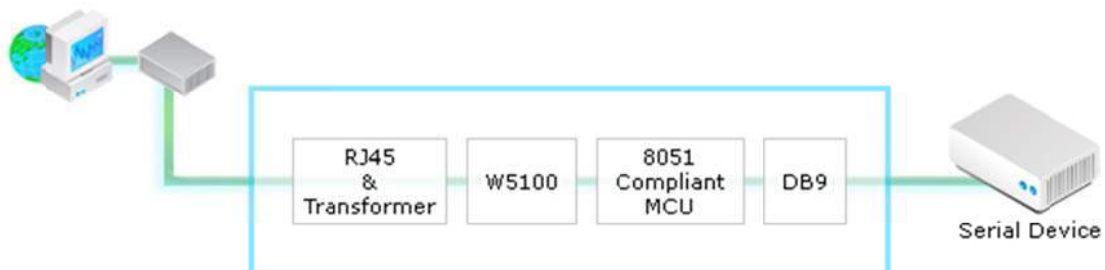 RJ45
&
Transformer
W5100
8051
Compliant
MCU
DB9
Serial Device